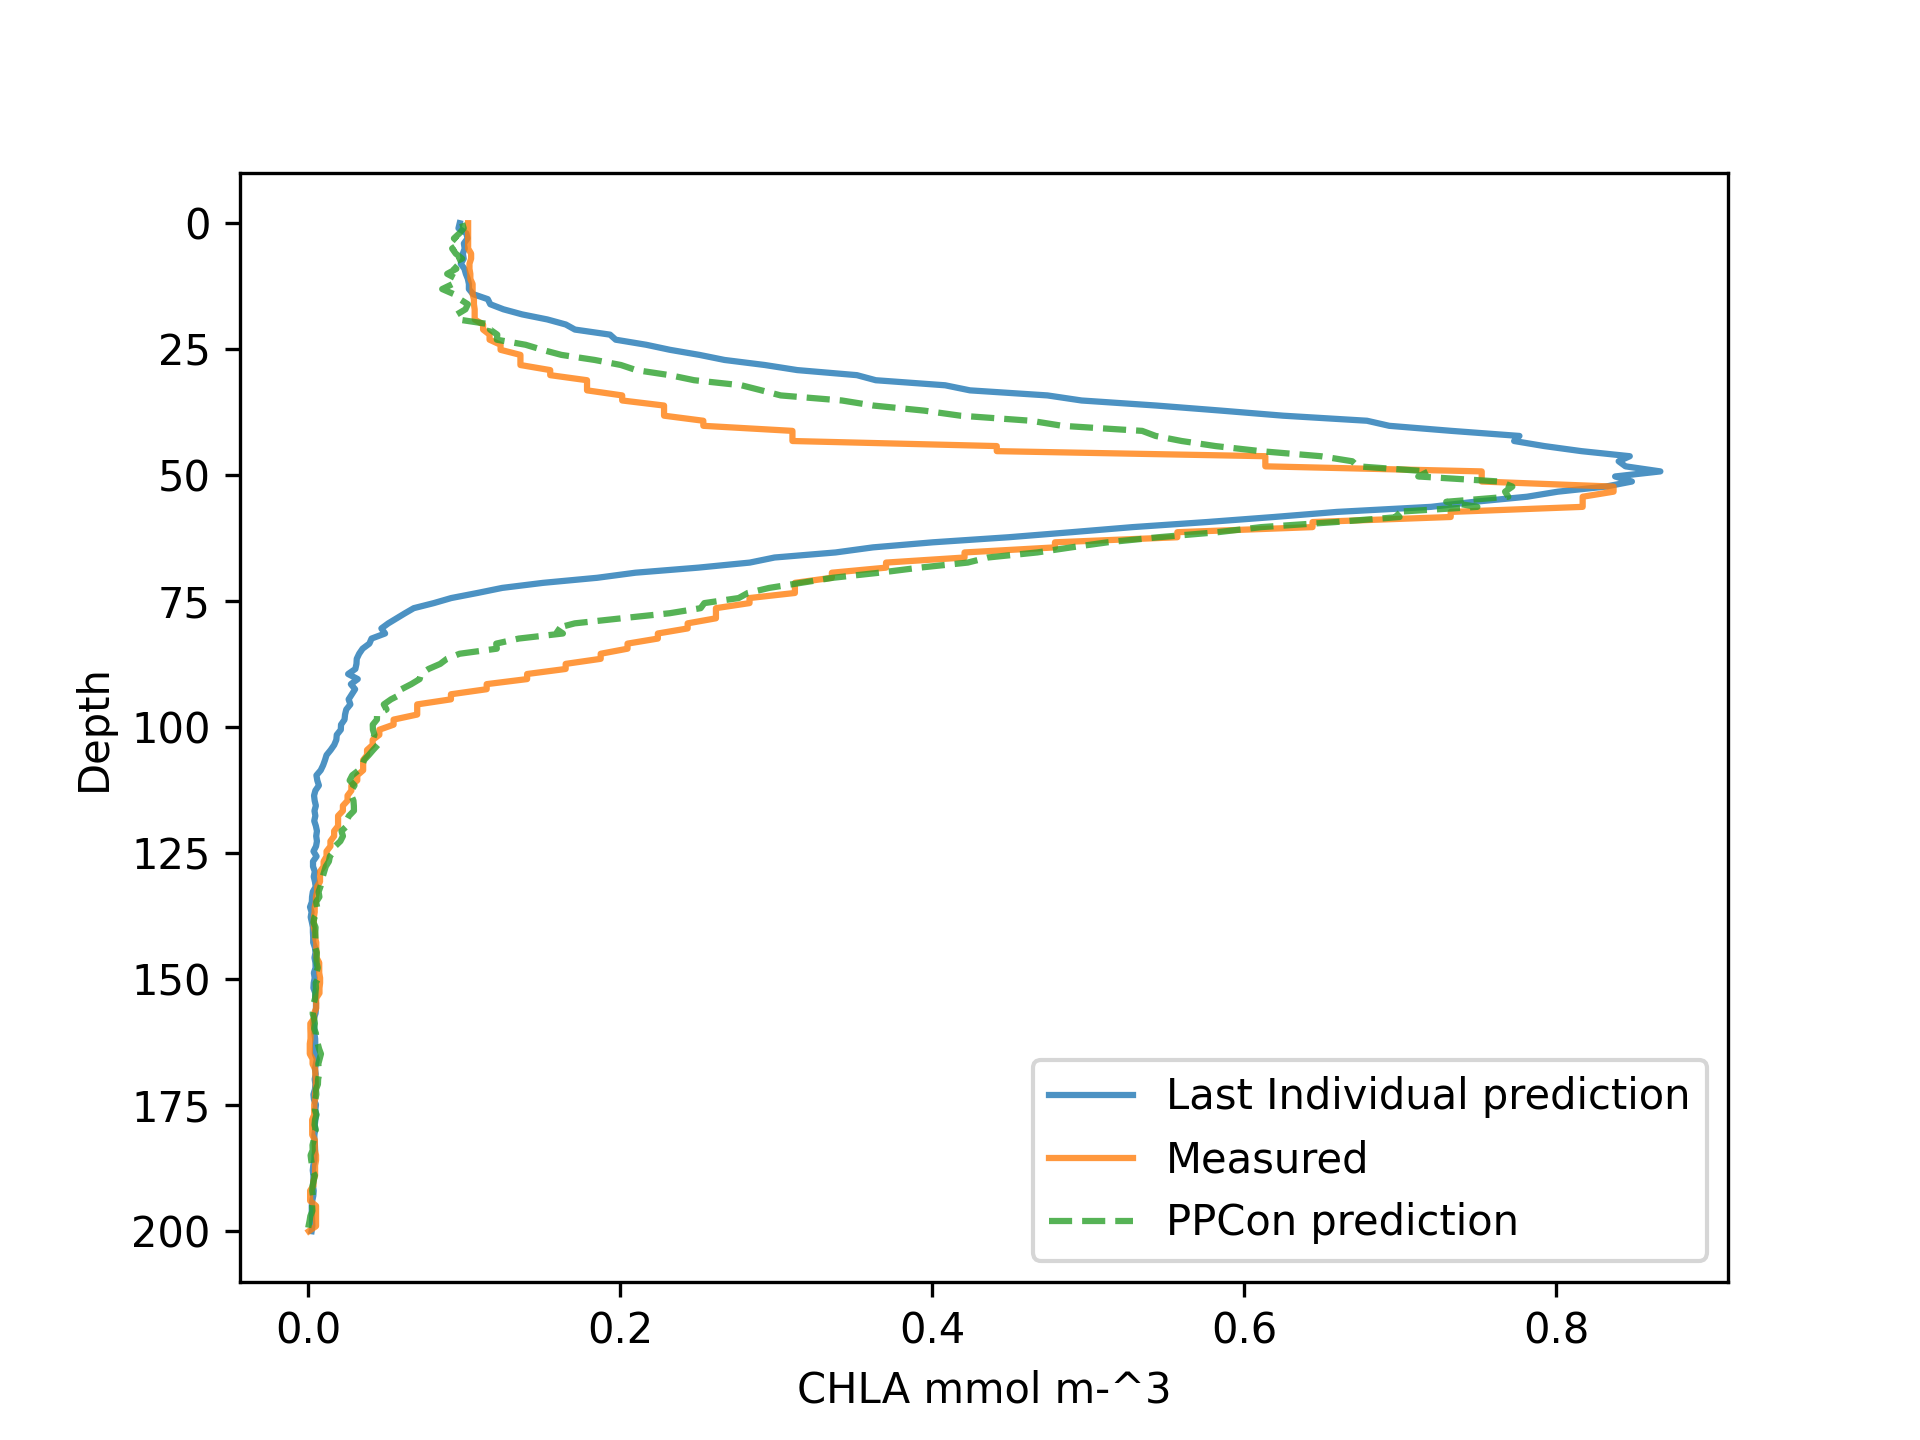 0
25
50
75
100
125
150
175
200
Depth
0.0 0.2 0.4 0.6 0.8
CHLA mmol m-^3
Last Individual prediction
Measured
PPCon prediction